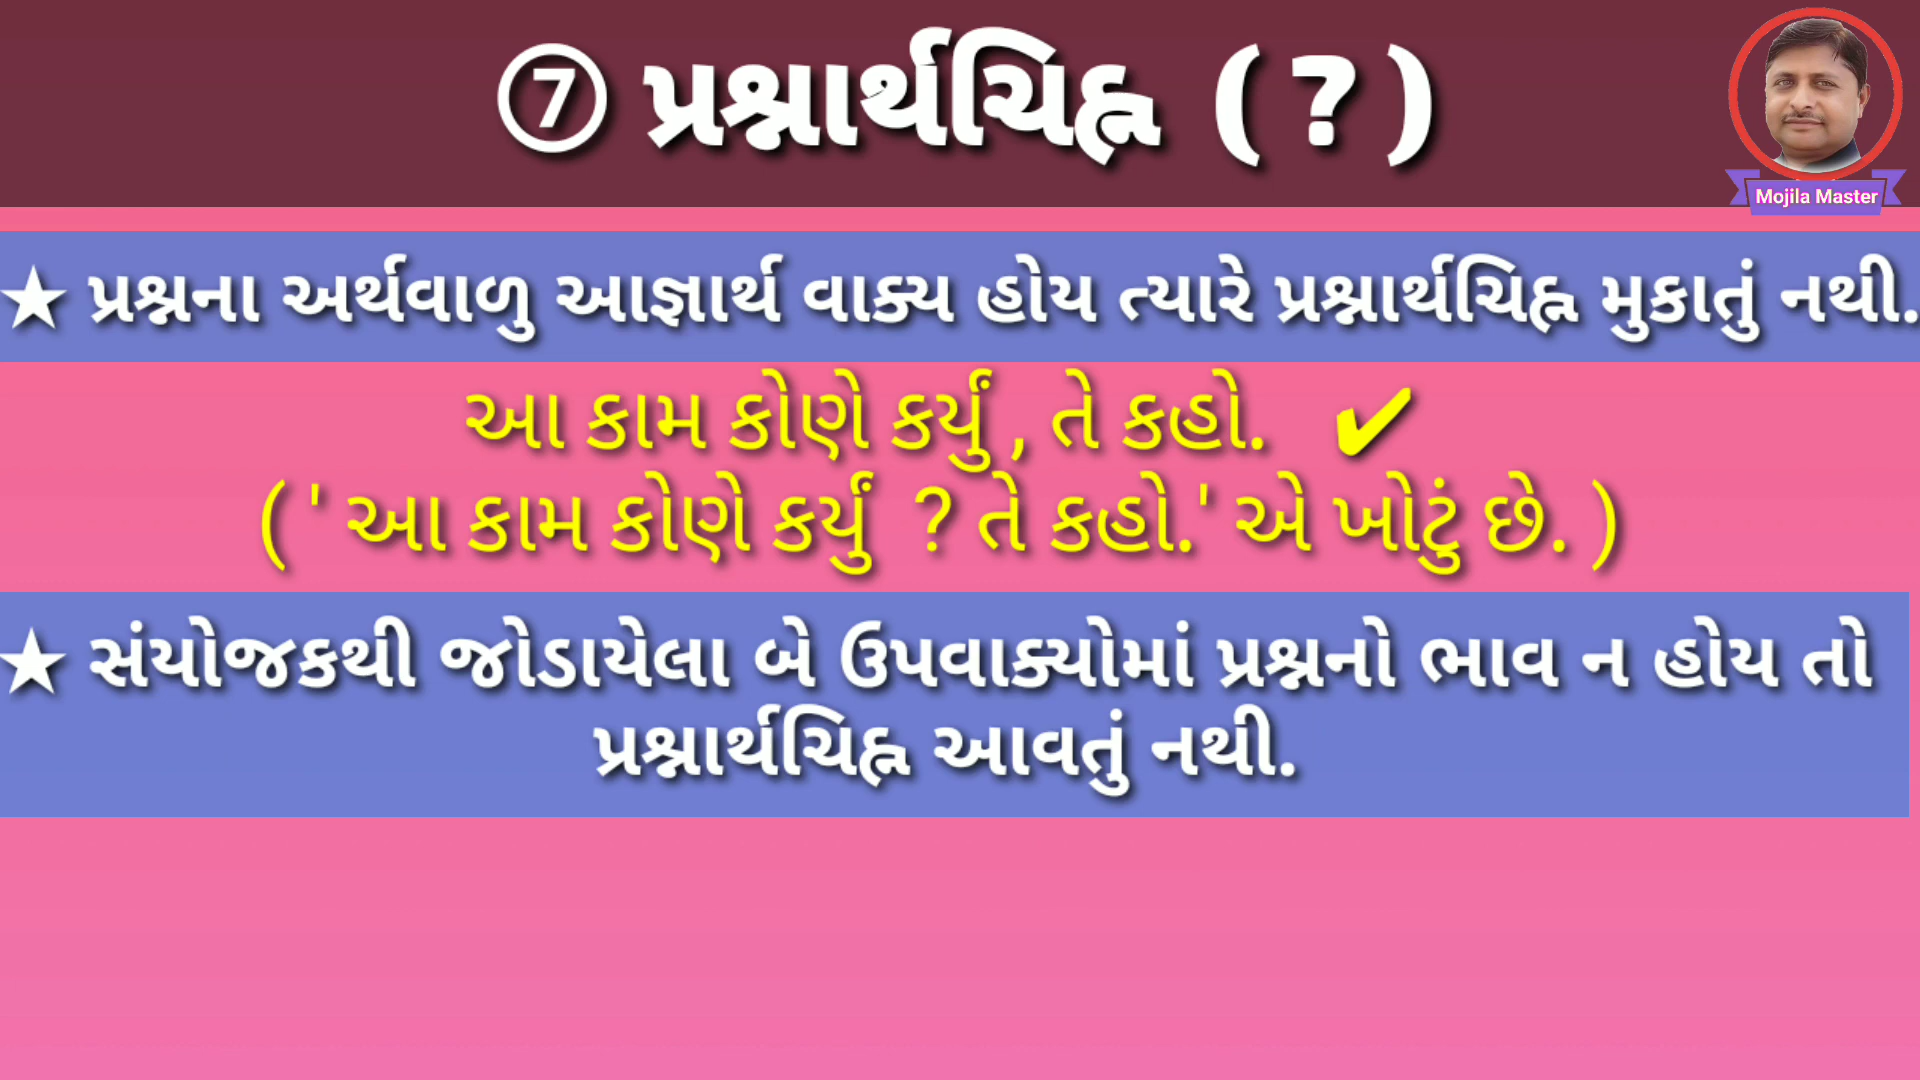 ⑦ પ્રશ્નાર્થચિહ્ન ( ? )
Mojila Master
★ પ્રશ્નના અર્થવાળુ આજ્ઞાર્થ વાક્ય હોય ત્યારે પ્રશ્નાર્થચિહ્ન મુકાતું નથી.
આ કામ કોણે કર્યું , તે કહો. ✔
( ' આ કામ કોણે કર્યું ? તે કહો.' એ ખોટું છે. )
★ સંયોજકથી જોડાયેલા બે ઉપવાક્યોમાં પ્રશ્નનો ભાવ ન હોય તો
પ્રશ્નાર્થચિહ્ન આવતું નથી.